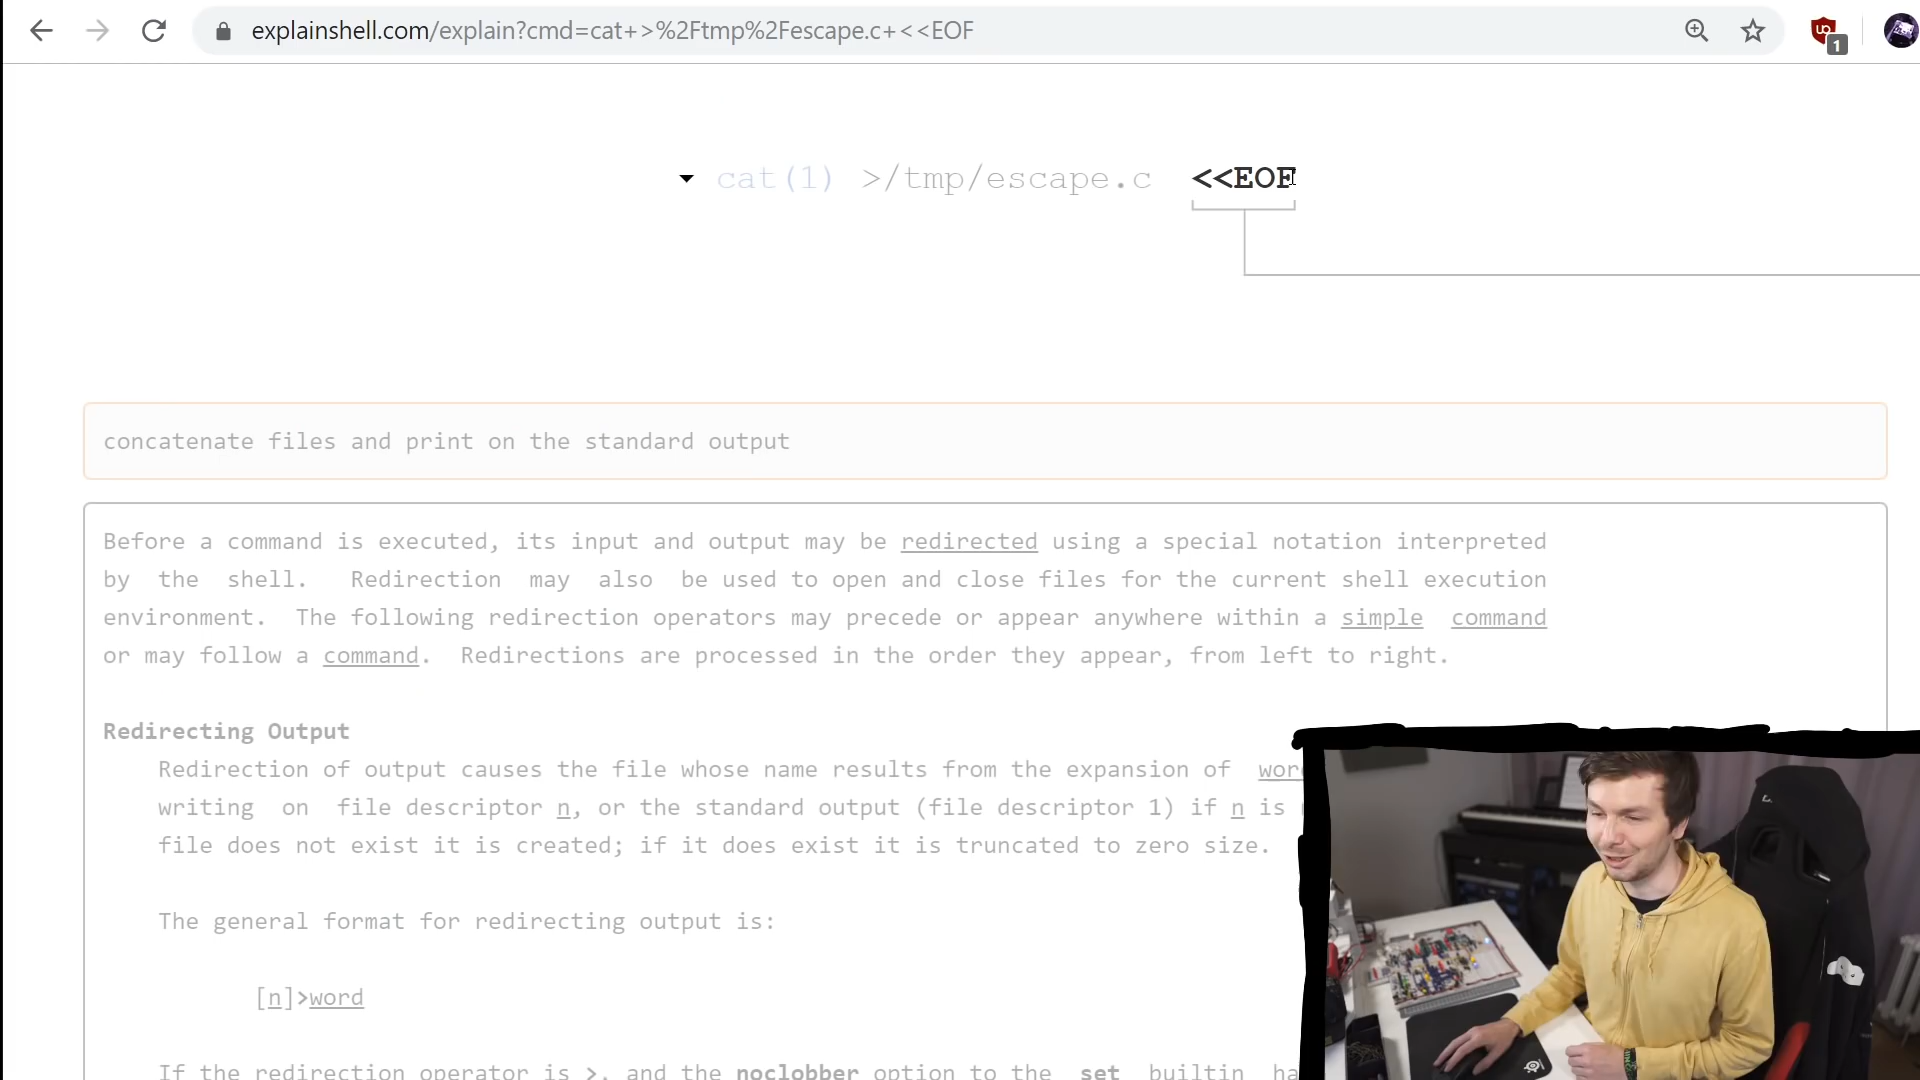 explainshell.com/explain?cmd=cat+>%2Ftmp%2Fescape.c+<<EOF
1
cat(1) >/tmp/escape.c <<EOF
concatenate files and print on the standard output
Before a command is executed, its input and output may be redirected using a special notation interpreted
by the shell. Redirection may also be used to open and close files for the current shell execution
environment. The following redirection operators may precede or appear anywhere within a simple command
or may follow a command. Redirections are processed in the order they appear, from left to right.
Redirecting Output
Redirection of output causes the file whose name results from the expansion of
writing on file descriptor n, or the standard output (file descriptor 1) if n is
file does not exist it is created; if it does exist it is truncated to zero size.
The general format for redirecting output is:
[n]>word
If the redirection operator is >, and the noclobber option to the set builtin